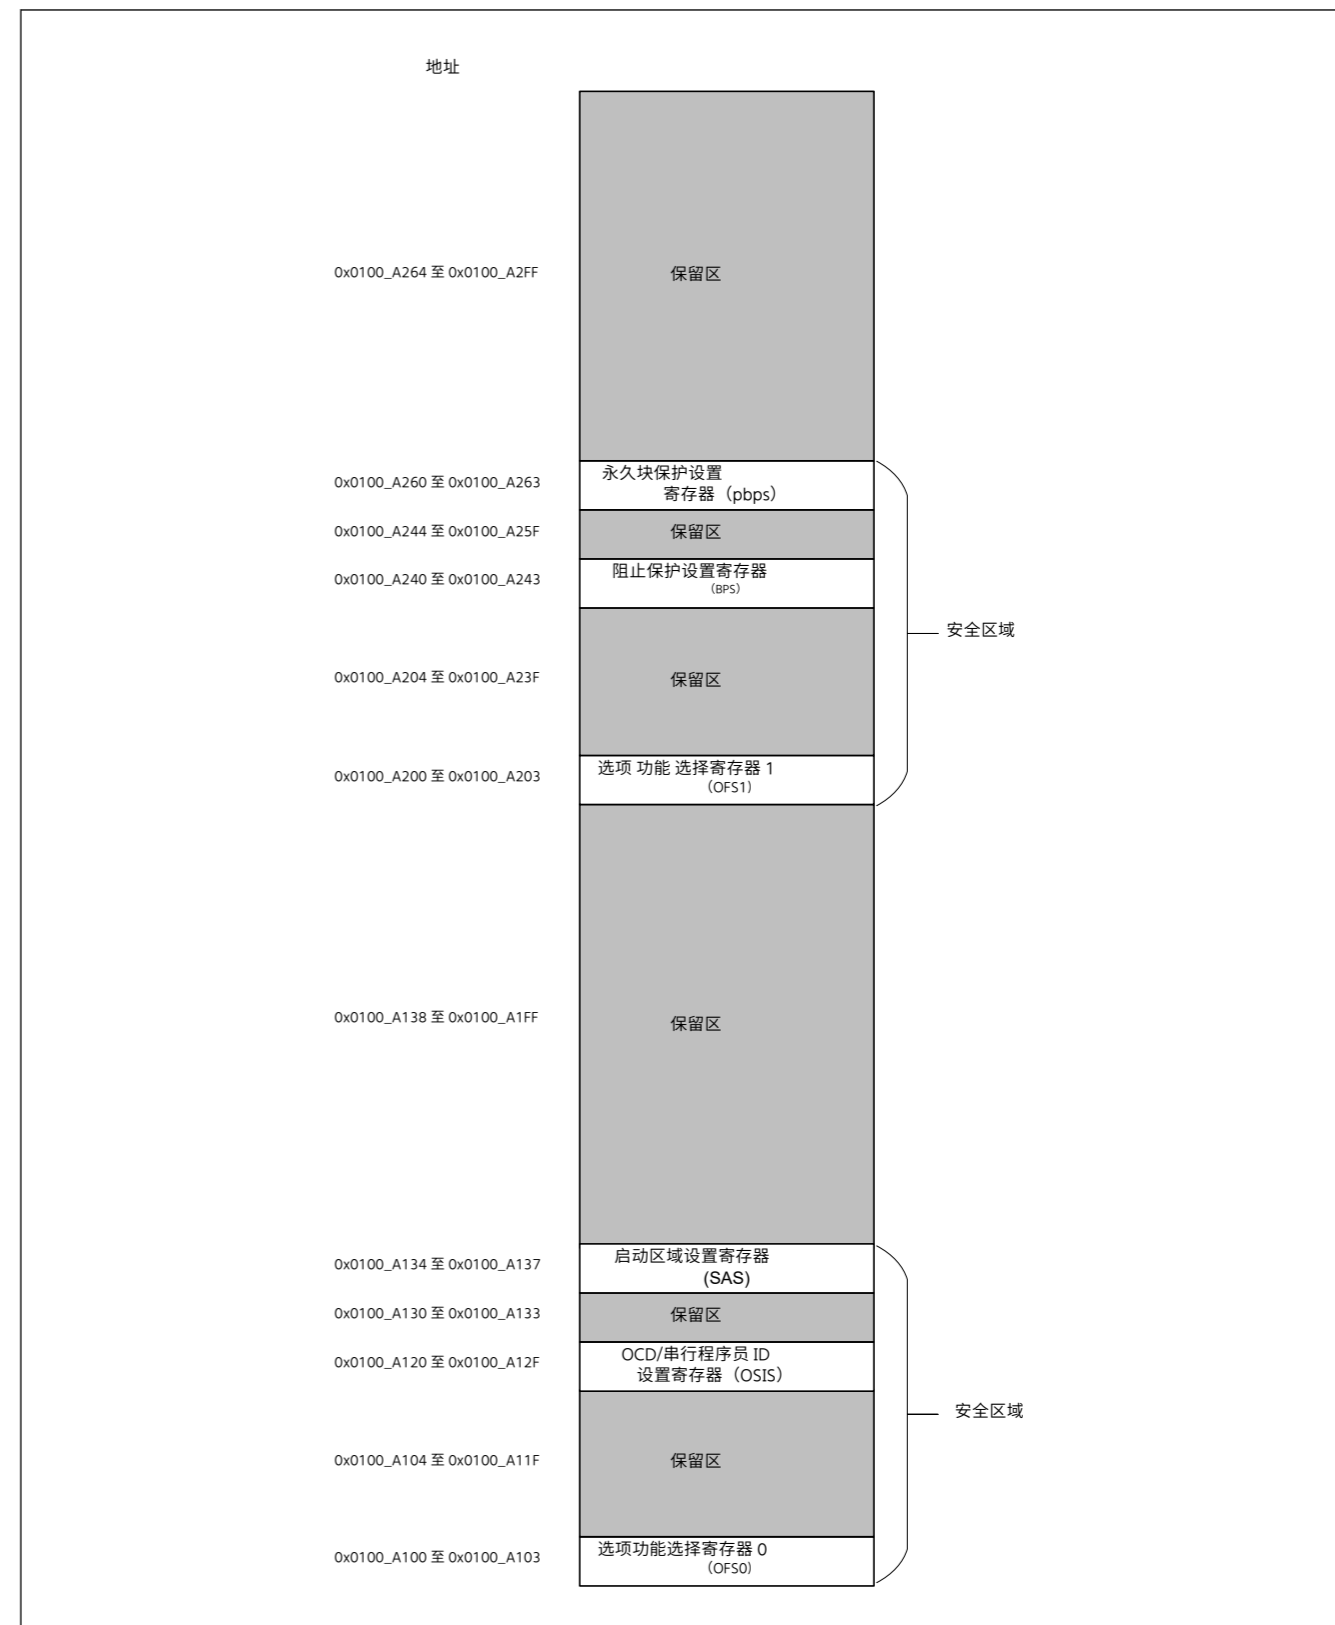 地址
0x0100_A264 至 0x0100_A2FF
保留区
0x0100_A260 至 0x0100_A263
永久块保护设置
寄存器（pbps）
0x0100_A244 至 0x0100_A25F
保留区
0x0100_A240 至 0x0100_A243
阻止保护设置寄存器
（BPS）
安全区域
0x0100_A204 至 0x0100_A23F
保留区
0x0100_A200 至 0x0100_A203
选项 功能 选择寄存器 1
（OFS1）
0x0100_A138 至 0x0100_A1FF
保留区
0x0100_A134 至 0x0100_A137
启动区域设置寄存器
(SAS)
0x0100_A130 至 0x0100_A133
保留区
0x0100_A120 至 0x0100_A12F
OCD/串行程序员 ID
设置寄存器（OSIS）
安全区域
0x0100_A104 至 0x0100_A11F
保留区
0x0100_A100 至 0x0100_A103
选项功能选择寄存器 0
（OFS0）